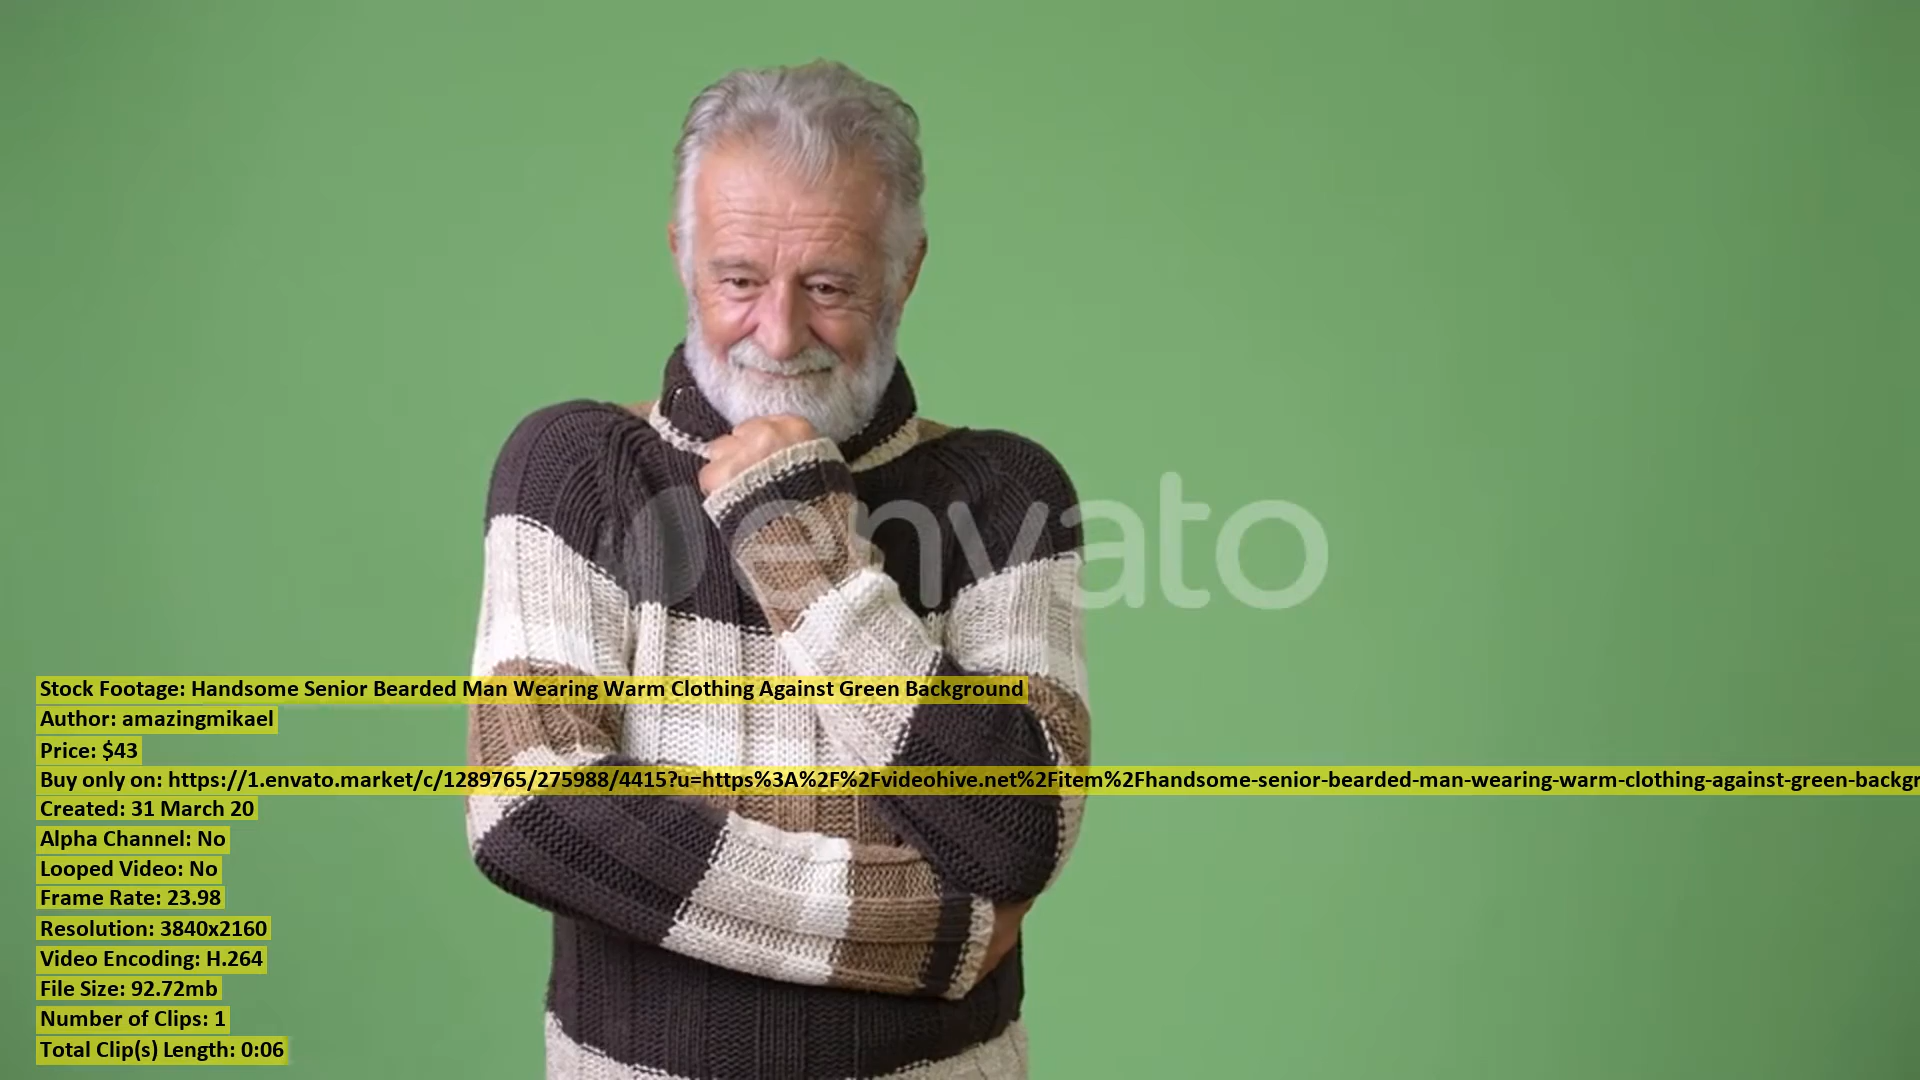 envato
Stock Footage: Handsome Senior Bearded Man Wearing Warm Clothing Against Green Background
Author: amazingmikael
Price: $43
Buy only on: https://1.envato.market/c/1289765/275988/4415?u=https%3A%2F%2Fvideohive.net%2Fitem%2Fhandsome-senior-bearded-man-wearing-warm-clothing-against-green-backgr
Created: 31 March 20
Alpha Channel: No
Looped Video: No
Frame Rate: 23.98
Resolution: 3840x2160
Video Encoding: H.264
File Size: 92.72mb
Number of Clips: 1
Total Clip(s) Length: 0:06